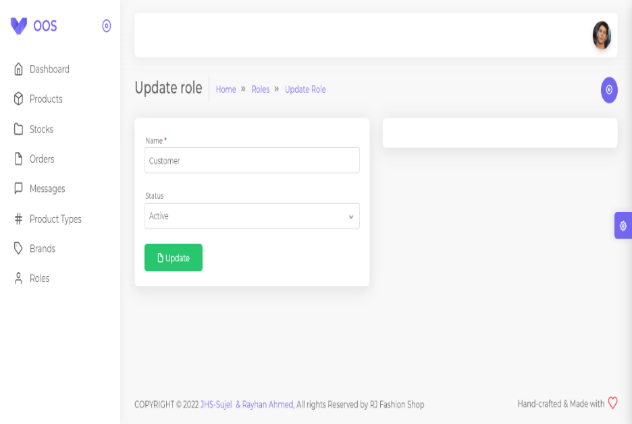 OOS
Dashboard
Products
Stocks
Orders
Messages
Product Types
Brands
Roles
Update role
Home » Roles » Update Role
Name *
Customer
Status
Active
Update
COPYRIGHT © 2022 JHS-Sujel & Rayhan Ahmed, All rights Reserved by RJ Fashion Shop
Hand-crafted & Made with